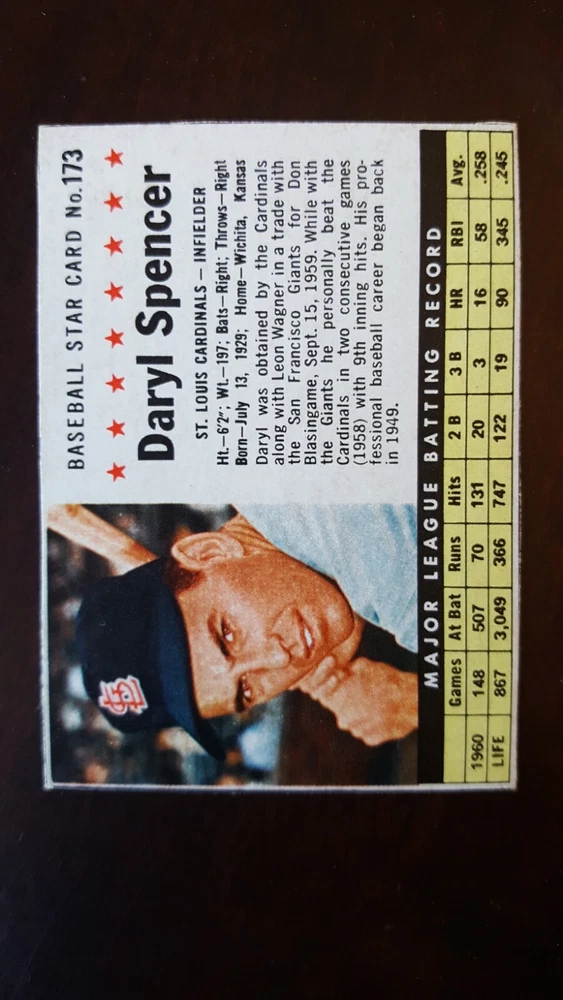 BASEBALL STAR CARD No.173
Daryl Spencer
ST. LOUIS CARDINALS — INFIELDER
Ht.—6'2"; Wt.—197; Bats—Right; Throws—Right
Born—July 13, 1929; Home—Wichita, Kansas
Daryl was obtained by the Cardinals
along with Leon Wagner in a trade with
the San Francisco Giants for Don
Blasingame, Sept. 15, 1959. While with
the Giants he personally beat the
Cardinals in two consecutive games
(1958) with 9th inning hits. His pro-
fessional baseball career began back
in 1949.
StL
MAJOR LEAGUE BATTING RECORD
Games At Bat Runs Hits 2 B 3 B HR RBI Avg.
1960 148 507 70 131 20 3 16 58 .258
LIFE 867 3,049 366 747 122 19 90 345 .245